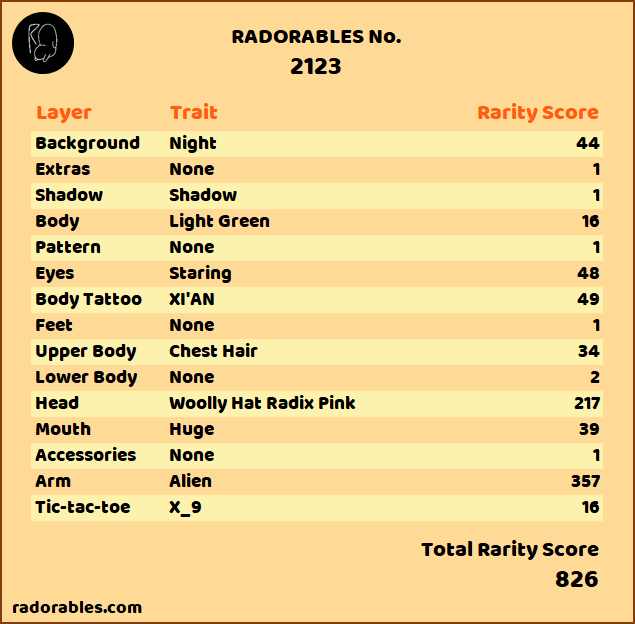 RADORABLES No.
2123
Layer Trait Rarity Score
Background Night 44
Extras None 1
Shadow Shadow 1
Body Light Green 16
Pattern None 1
Eyes Staring 48
Body Tattoo XI'AN 49
Feet None 1
Upper Body Chest Hair 34
Lower Body None 2
Head Woolly Hat Radix Pink 217
Mouth Huge 39
Accessories None 1
Arm Alien 357
Tic-tac-toe X_9 16
Total Rarity Score
826
radorables.com